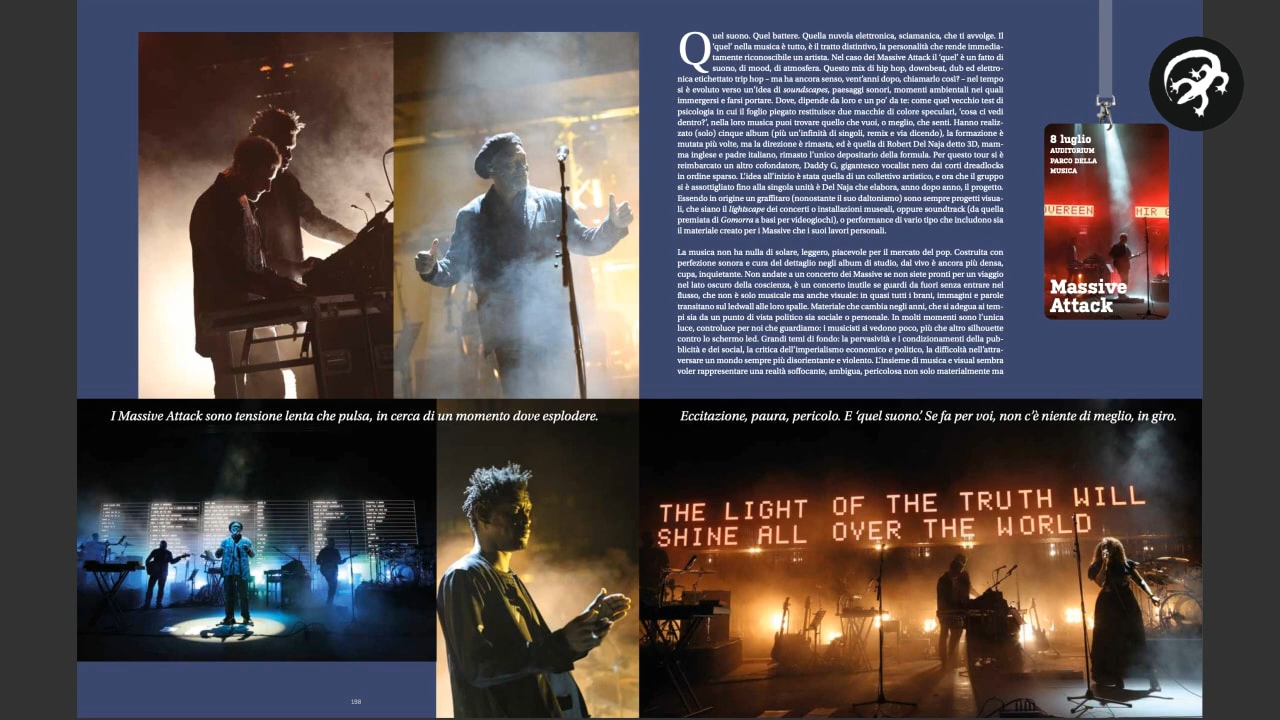 Quel suono. Quel battere. Quella nuvola elettronica, sciamanica, che ti avvolge. Il
‘quel’ nella musica è tutto, è il tratto distintivo, la personalità che rende immedia-
tamente riconoscibile un artista. Nel caso dei Massive Attack il ‘quel’ è un fatto di
suono, di mood, di atmosfera. Questo mix di hip hop, downbeat, dub ed elettro-
nica etichettato trip hop – ma ha ancora senso, vent’anni dopo, chiamarlo così? – nel tempo
si è evoluto verso un’idea di soundscapes, paesaggi sonori, momenti ambientali nei quali
immergersi e farsi portare. Dove, dipende da loro e un po’ da te: come quel vecchio test di
psicologia in cui il foglio piegato restituisce due macchie di colore speculari, ‘cosa ci vedi
dentro?’, nella loro musica puoi trovare quello che vuoi, o meglio, che senti. Hanno realiz-
zato (solo) cinque album (più un’infinità di singoli, remix e via dicendo), la formazione è
mutata più volte, ma la direzione è rimasta, ed è quella di Robert Del Naja detto 3D, mam-
ma inglese e padre italiano, rimasto l’unico depositario della formula. Per questo tour si è
reimbarcato un altro cofondatore, Daddy G, gigantesco vocalist nero dai corti dreadlocks
in ordine sparso. L’idea all’inizio è stata quella di un collettivo artistico, e ora che il gruppo
si è assottigliato fino alla singola unità è Del Naja che elabora, anno dopo anno, il progetto.
Essendo in origine un graffitaro (nonostante il suo daltonismo) sono sempre progetti visua-
li, che siano il lightscape dei concerti o installazioni museali, oppure soundtrack (da quella
premiata di Gomorra a basi per videogiochi), o performance di vario tipo che includono sia
il materiale creato per i Massive che i suoi lavori personali.
La musica non ha nulla di solare, leggero, piacevole per il mercato del pop. Costruita con
perfezione sonora e cura del dettaglio negli album di studio, dal vivo è ancora più densa,
cupa, inquietante. Non andate a un concerto dei Massive se non siete pronti per un viaggio
nel lato oscuro della coscienza, è un concerto inutile se guardi da fuori senza entrare nel
flusso, che non è solo musicale ma anche visuale: in quasi tutti i brani, immagini e parole
transitano sul ledwall alle loro spalle. Materiale che cambia negli anni, che si adegua ai tem-
pi sia da un punto di vista politico sia sociale o personale. In molti momenti sono l’unica
luce, controluce per noi che guardiamo: i musicisti si vedono poco, più che altro silhouette
contro lo schermo led. Grandi temi di fondo: la pervasività e i condizionamenti della pub-
blicità e dei social, la critica dell’imperialismo economico e politico, la difficoltà nell’attra-
versare un mondo sempre più disorientante e violento. L’insieme di musica e visual sembra
voler rappresentare una realtà soffocante, ambigua, pericolosa non solo materialmente ma
8 luglio
AUDITORIUM
PARCO DELLA
MUSICA
OVEREEN MIR G
Massive
Attack
I Massive Attack sono tensione lenta che pulsa, in cerca di un momento dove esplodere.
Eccitazione, paura, pericolo. E ‘quel suono’. Se fa per voi, non c’è niente di meglio, in giro.
THE LIGHT OF THE TRUTH WILL
SHINE ALL OVER THE WORLD
188